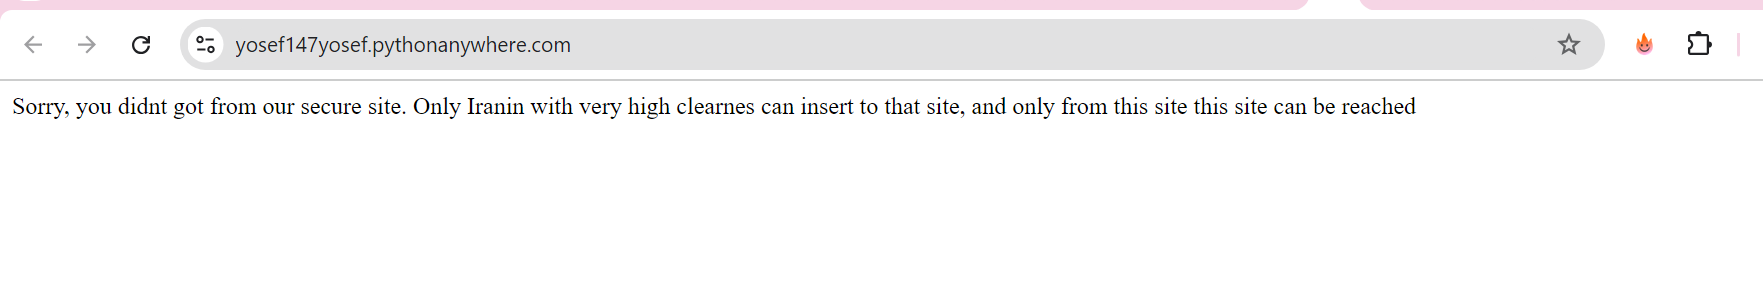 yosef147yosef.pythonanywhere.com
Sorry, you didnt got from our secure site. Only Iranin with very high clearnes can insert to that site, and only from this site this site can be reached